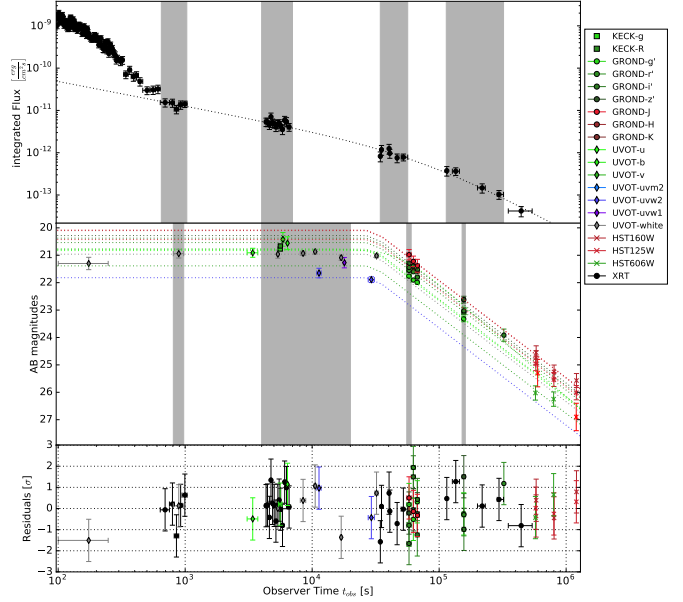 10⁻⁹
10⁻¹⁰
10⁻¹¹
10⁻¹²
10⁻¹³
integrated Flux [erg/cm² s]
20
21
22
23
24
25
26
27
3
AB magnitudes
2
1
0
−1
−2
−3
Residuals [σ]
10² 10³ 10⁴ 10⁵ 10⁶
Observer Time t_obs [s]
KECK-g
KECK-R
GROND-g'
GROND-r'
GROND-i'
GROND-z'
GROND-J
GROND-H
GROND-K
UVOT-u
UVOT-b
UVOT-v
UVOT-uvm2
UVOT-uvw2
UVOT-uvw1
UVOT-white
HST160W
HST125W
HST606W
XRT